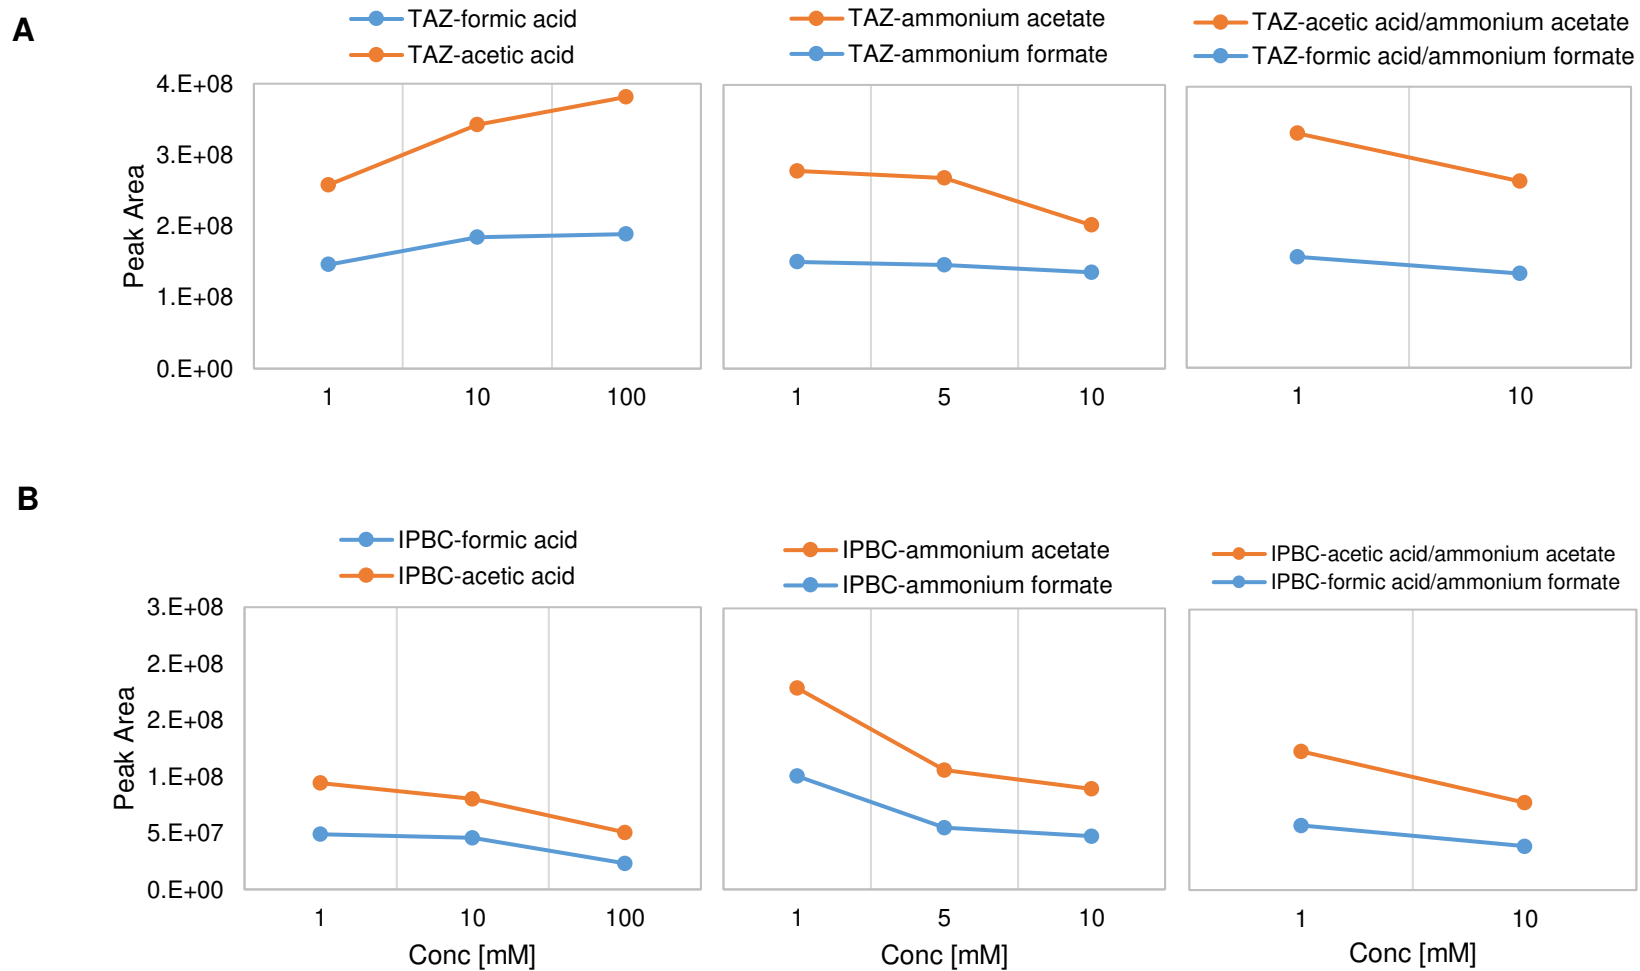 A
TAZ-formic acid
TAZ-acetic acid
TAZ-ammonium acetate
TAZ-ammonium formate
TAZ-acetic acid/ammonium acetate
TAZ-formic acid/ammonium formate
Peak Area
4.E+08
3.E+08
2.E+08
1.E+08
0.E+00
1 10 100
1 5 10
1 10
B
IPBC-formic acid
IPBC-acetic acid
IPBC-ammonium acetate
IPBC-ammonium formate
IPBC-acetic acid/ammonium acetate
IPBC-formic acid/ammonium formate
Peak Area
3.E+08
2.E+08
2.E+08
1.E+08
5.E+07
0.E+00
1 10 100
1 5 10
1 10
Conc [mM]
Conc [mM]
Conc [mM]